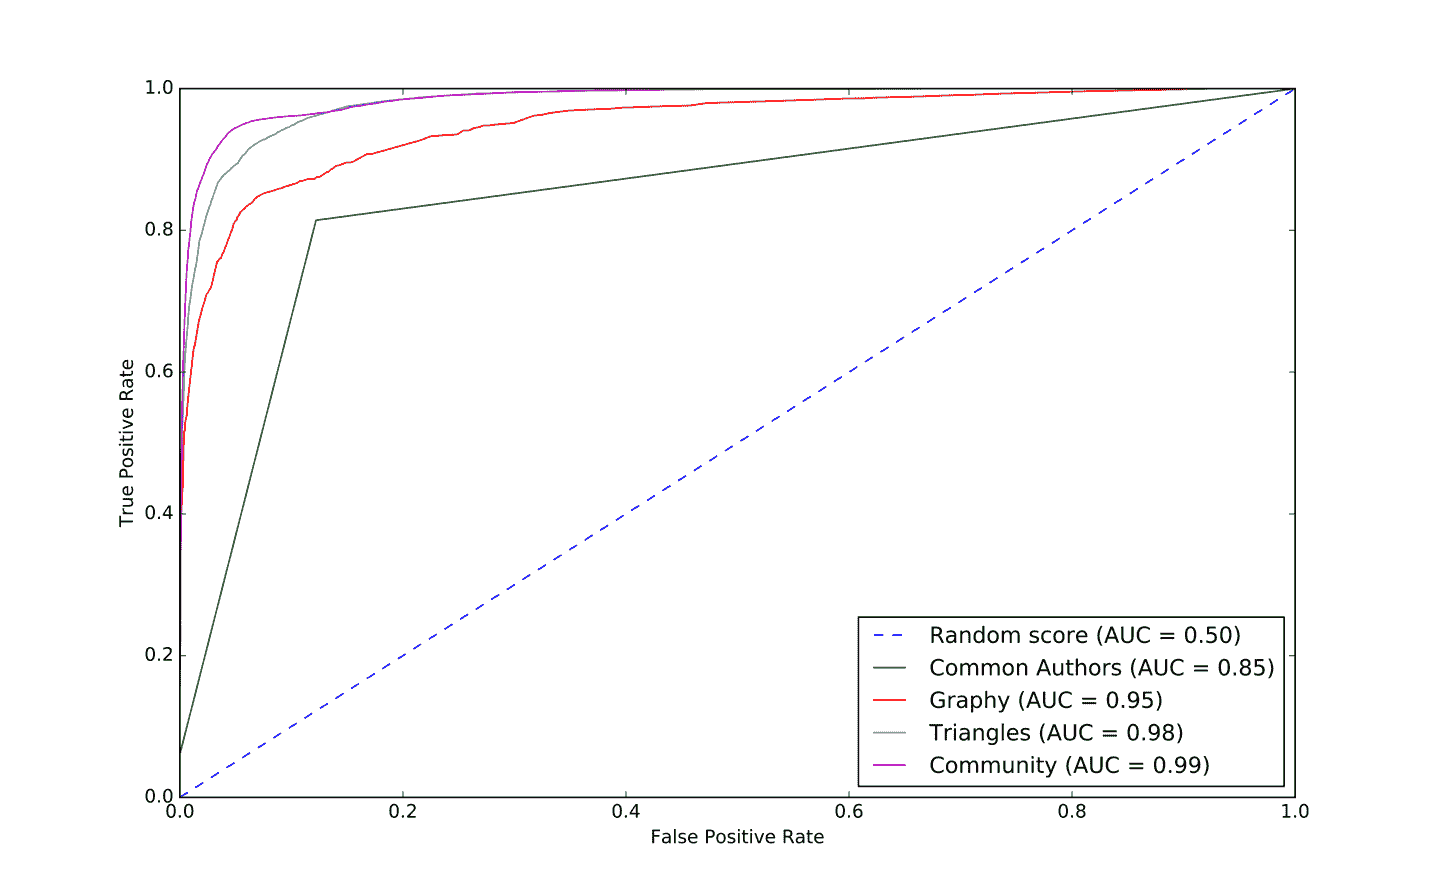 1.0
0.8
0.6
0.4
0.2
0.0
True Positive Rate
0.0 0.2 0.4 0.6 0.8 1.0
False Positive Rate
Random score (AUC = 0.50)
Common Authors (AUC = 0.85)
Graphy (AUC = 0.95)
Triangles (AUC = 0.98)
Community (AUC = 0.99)